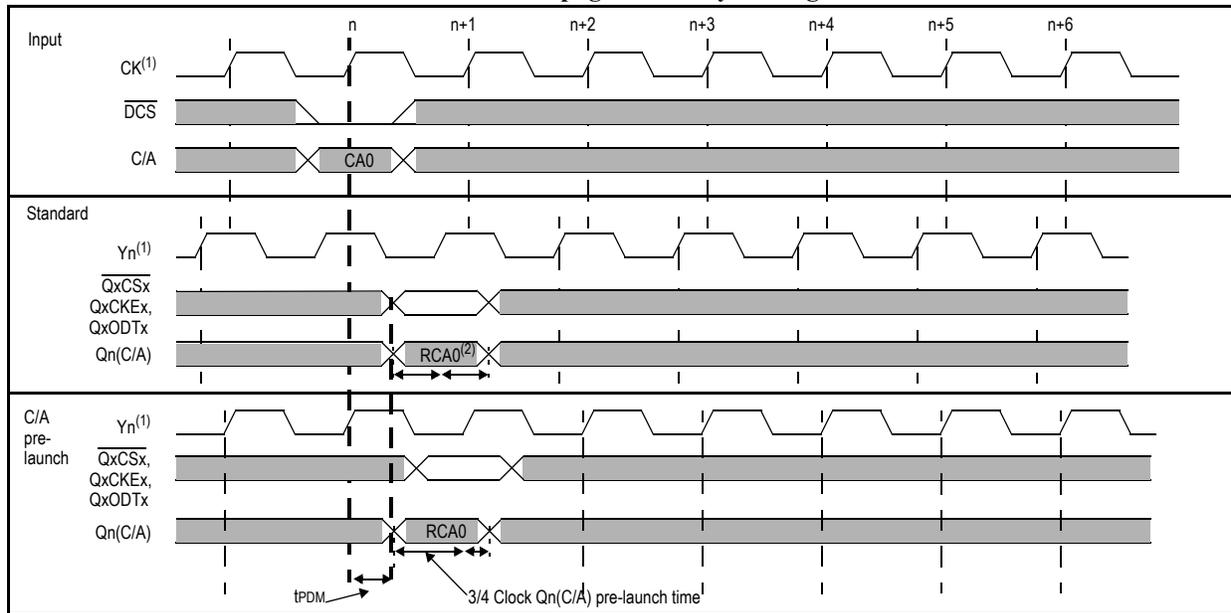 n n+1 n+2 n+3 n+4 n+5 n+6
Input
CK(1)
DCS
C/A CA0
Standard
Yn(1)
QxCSx
QxCKEx,
QxODTx
Qn(C/A) RCA0(2)
C/A
pre-
launch
Yn(1)
QxCSx,
QxCKEx,
QxODTx
Qn(C/A) RCA0
tPDM 3/4 Clock Qn(C/A) pre-launch time